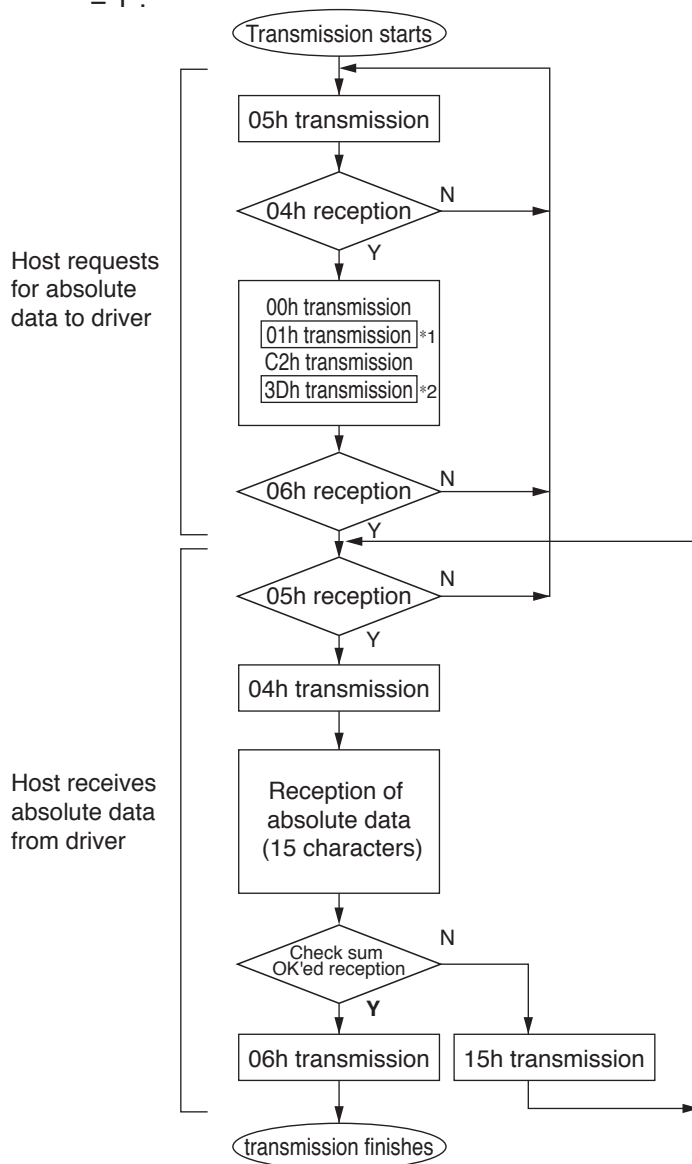 Transmission starts
05h transmission
04h reception
N
Y
Host requests
for absolute
data to driver
00h transmission
01h transmission *1
C2h transmission
3Dh transmission *2
06h reception
N
Y
05h reception
N
Y
04h transmission
Host receives
absolute data
from driver
Reception of
absolute data
(15 characters)
Check sum
OK'ed reception
N
Y
06h transmission
15h transmission
transmission finishes